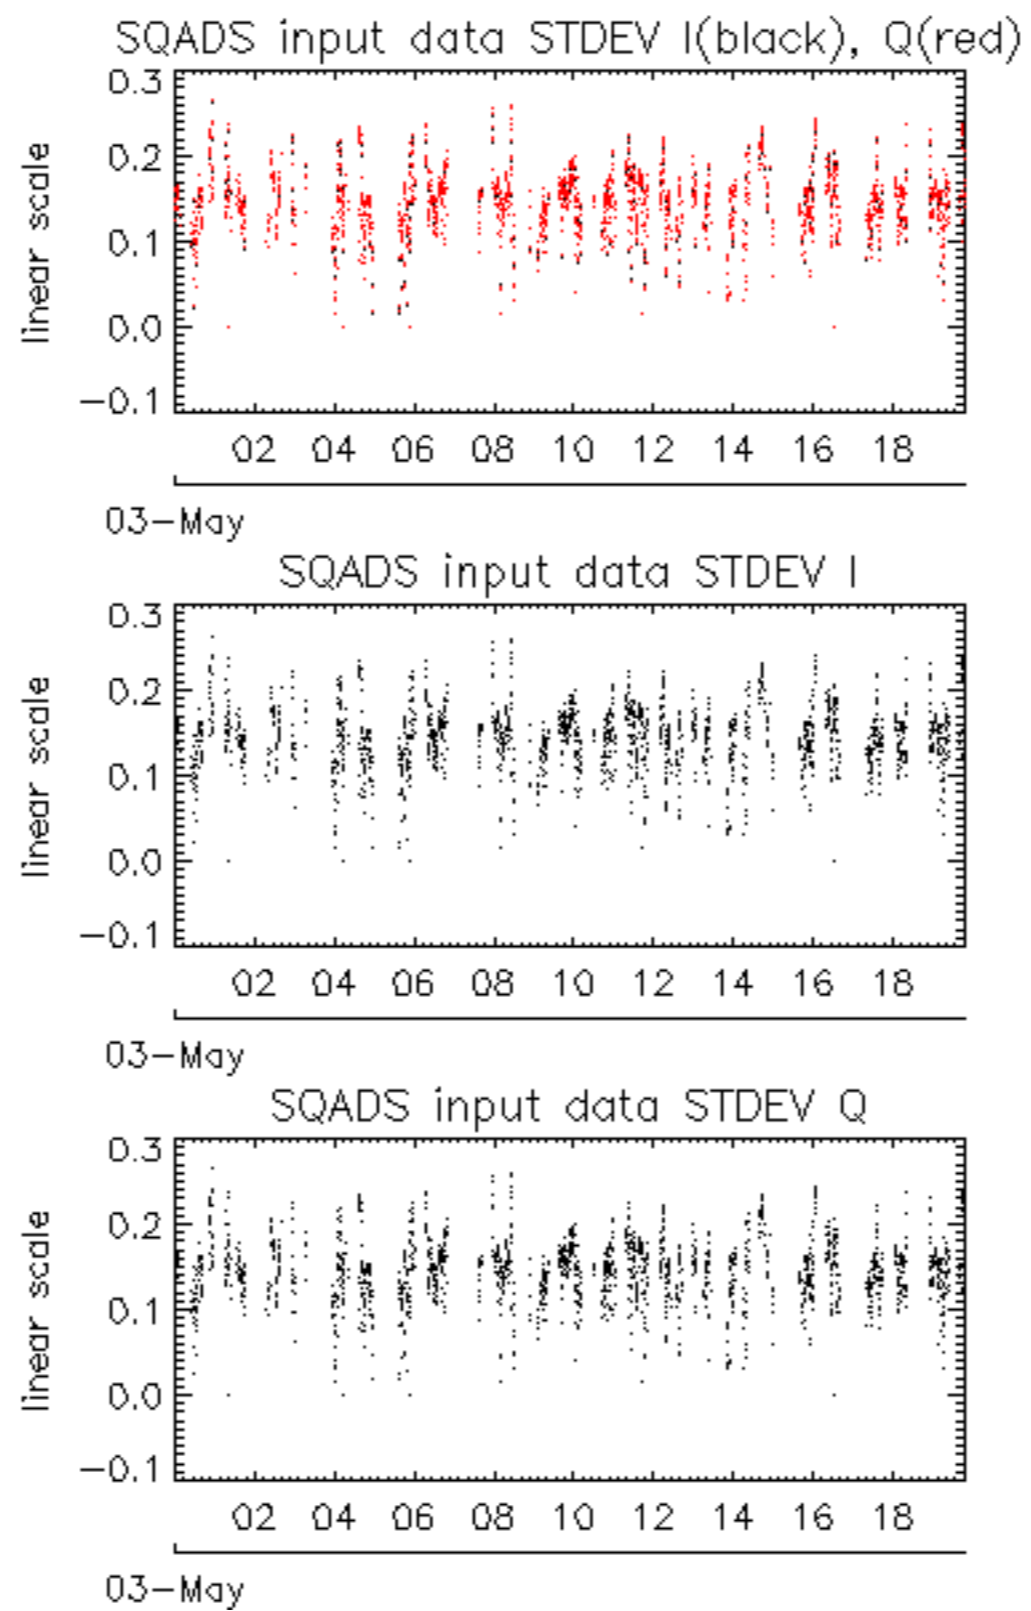 SQADS input data STDEV I(black), Q(red)
0.3
0.2
0.1
0.0
−0.1
linear scale
02 04 06 08 10 12 14 16 18
03−May
SQADS input data STDEV I
0.3
0.2
0.1
0.0
−0.1
linear scale
02 04 06 08 10 12 14 16 18
03−May
SQADS input data STDEV Q
0.3
0.2
0.1
0.0
−0.1
linear scale
02 04 06 08 10 12 14 16 18
03−May